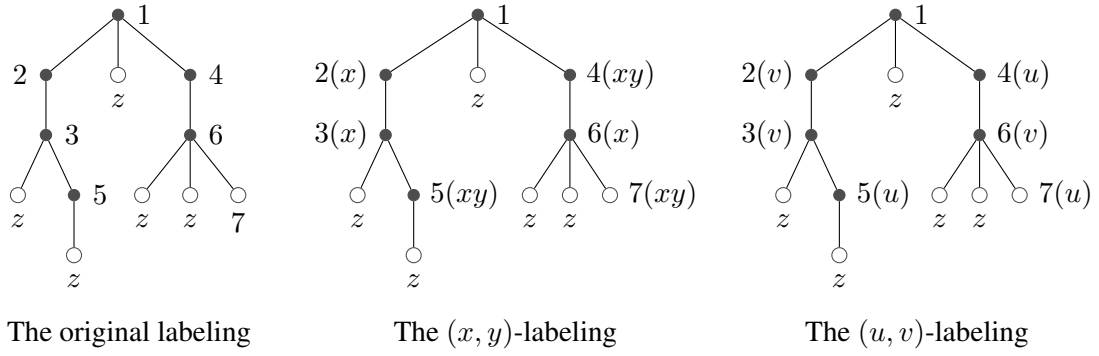 1 1 1
2 z 4 2(x) z 4(xy) 2(v) z 4(u)
3 6 3(x) 6(x) 3(v) 6(v)
z 5 z z 7 z 5(xy) z z 7(xy) z 5(u) z z 7(u)
z z z
The original labeling The (x, y)-labeling The (u, v)-labeling